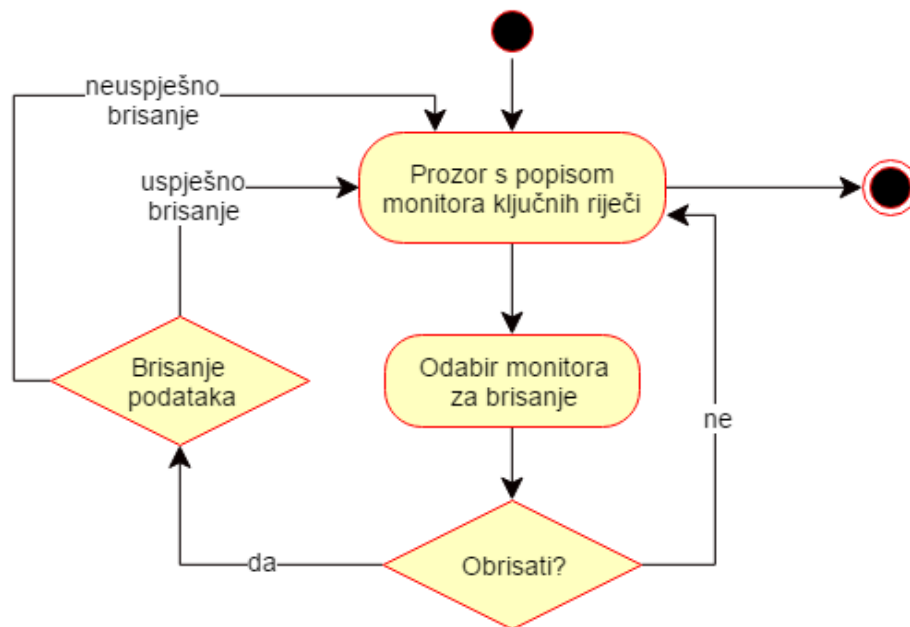 neuspješno
brisanje
uspješno
brisanje
Prozor s popisom
monitora ključnih riječi
Brisanje
podataka
Odabir monitora
za brisanje
ne
da
Obrisati?